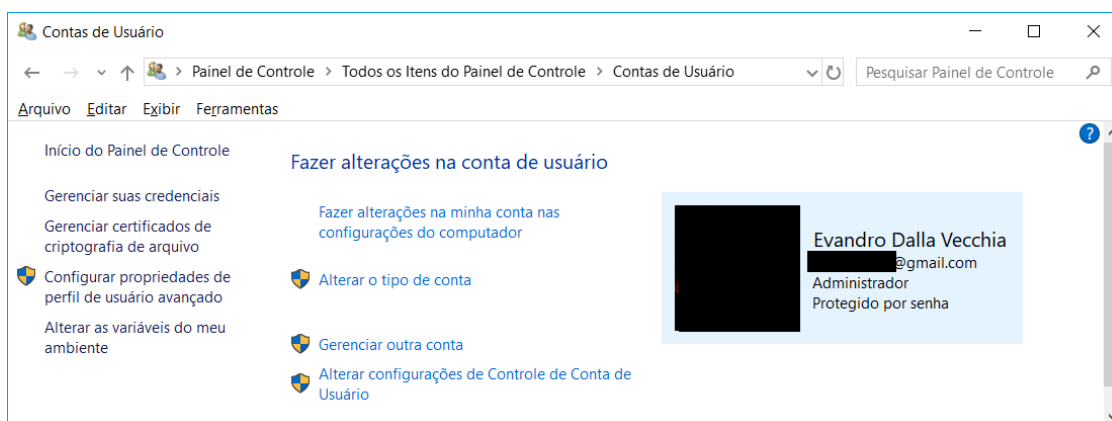 Contas de Usuário
Painel de Controle > Todos os Itens do Painel de Controle > Contas de Usuário
Pesquisar Painel de Controle
Arquivo Editar Exibir Ferramentas
Início do Painel de Controle
Gerenciar suas credenciais
Gerenciar certificados de
criptografia de arquivo
Configurar propriedades de
perfil de usuário avançado
Alterar as variáveis do meu
ambiente
Fazer alterações na conta de usuário
Fazer alterações na minha conta nas
configurações do computador
Alterar o tipo de conta
Gerenciar outra conta
Alterar configurações de Controle de Conta de
Usuário
Evandro Dalla Vecchia
@gmail.com
Administrador
Protegido por senha